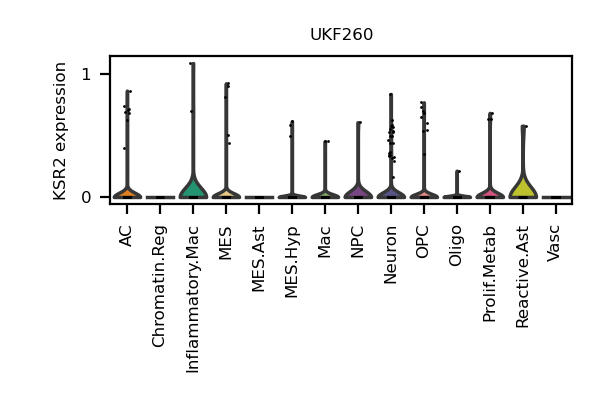 UKF260
KSR2 expression
1
0
AC
Chromatin.Reg
Inflammatory.Mac
MES
MES.Ast
MES.Hyp
Mac
NPC
Neuron
OPC
Oligo
Prolif.Metab
Reactive.Ast
Vasc